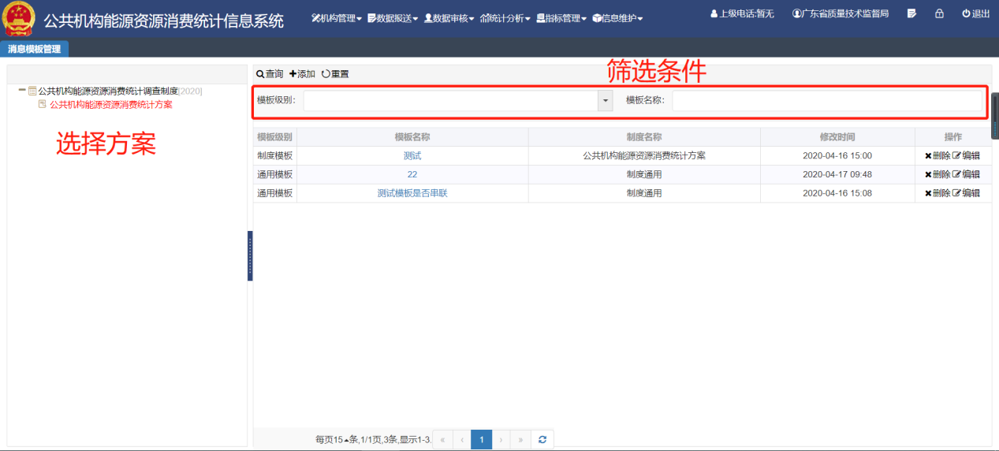 公共机构能源资源消费统计信息系统 机构管理 数据报送 数据审核 统计分析 指标管理 信息维护 上级电话:暂无 广东省质量技术监督局 退出
消息模板管理
公共机构能源资源消费统计调查制度[2020]
公共机构能源资源消费统计方案
选择方案
查询 添加 重置
筛选条件
模板级别: 模板名称:
模板级别 模板名称 制度名称 修改时间 操作
制度模板 测试 公共机构能源资源消费统计方案 2020-04-16 15:00 删除 编辑
通用模板 22 制度通用 2020-04-17 09:48 删除 编辑
通用模板 测试模板是否串联 制度通用 2020-04-16 15:08 删除 编辑
每页15条,1/1页,3条,显示1-3. « ‹ 1 › »